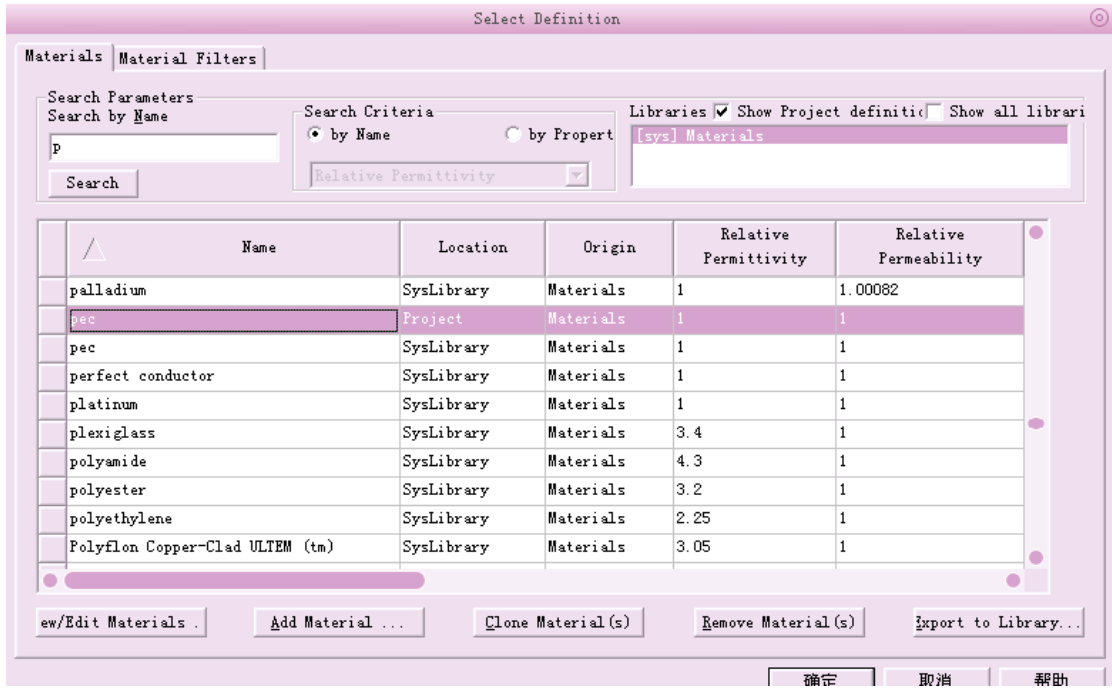 Select Definition
Materials Material Filters
Search Parameters
Search by Name
p
Search
Search Criteria
by Name by Propert
Relative Permittivity
Libraries Show Project definitio Show all librari
[sys] Materials
Name Location Origin Relative Permittivity Relative Permeability
palladium SysLibrary Materials 1 1.00082
pec Project Materials 1 1
pec SysLibrary Materials 1 1
perfect conductor SysLibrary Materials 1 1
platinum SysLibrary Materials 1 1
plexiglass SysLibrary Materials 3.4 1
polyamide SysLibrary Materials 4.3 1
polyester SysLibrary Materials 3.2 1
polyethylene SysLibrary Materials 2.25 1
Polyflon Copper-Clad ULTEM (tm) SysLibrary Materials 3.05 1
ew/Edit Materials . Add Material ... Clone Material(s) Remove Material(s) Export to Library...
确定 取消 帮助